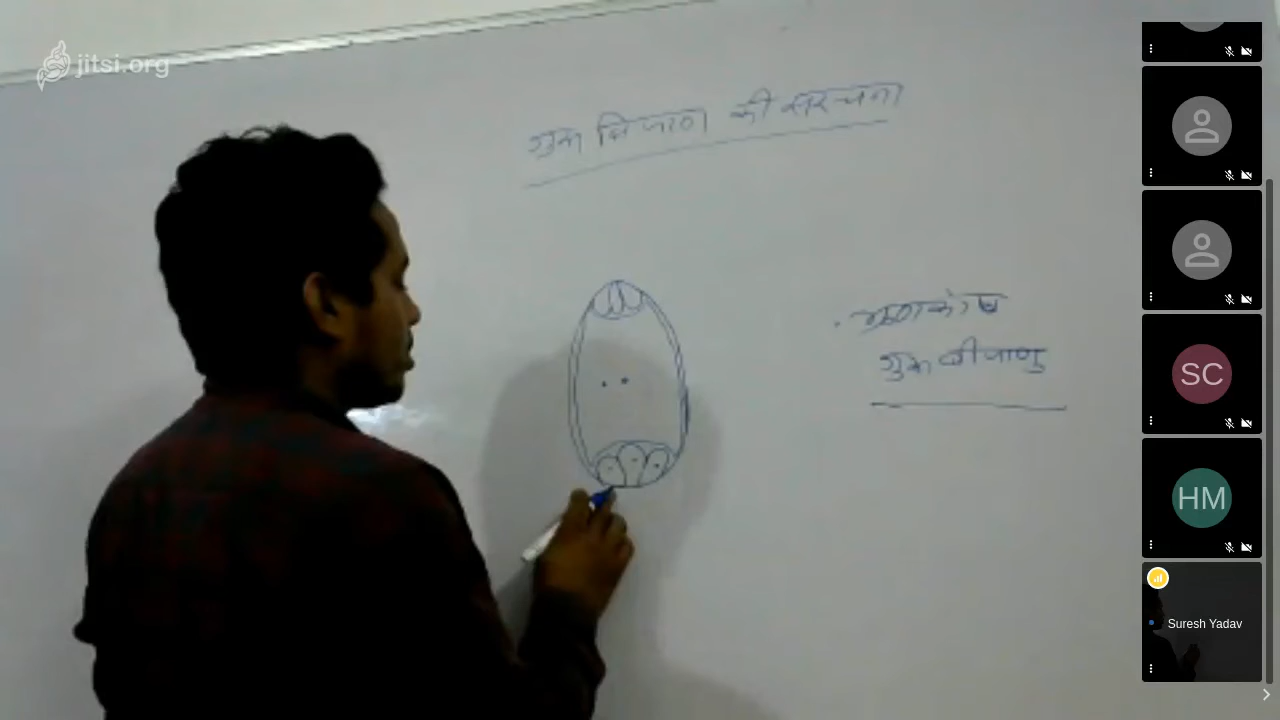 jitsi.org
गुरू बीजाणु की संरचना
भ्रूणकोष
गुरू बीजाणु
SC
HM
Suresh Yadav